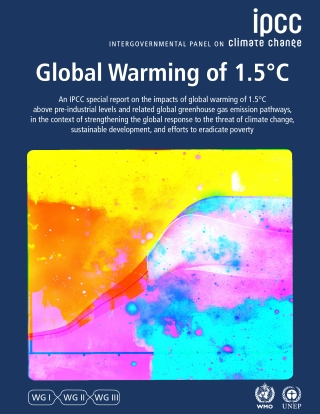 ipcc
INTERGOVERNMENTAL PANEL ON climate change
Global Warming of 1.5°C
An IPCC special report on the impacts of global warming of 1.5°C
above pre-industrial levels and related global greenhouse gas emission pathways,
in the context of strengthening the global response to the threat of climate change,
sustainable development, and efforts to eradicate poverty
WG I WG II WG III
WMO UNEP